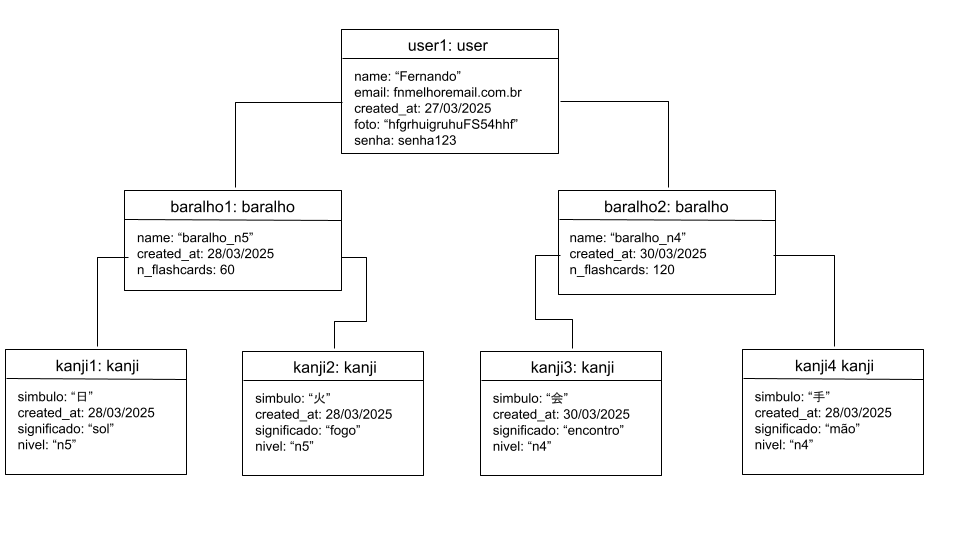 user1: user
name: “Fernando”
email: fnmelhoremail.com.br
created_at: 27/03/2025
foto: “hfgrhuigruhuFS54hhf”
senha: senha123
baralho1: baralho
name: “baralho_n5”
created_at: 28/03/2025
n_flashcards: 60
baralho2: baralho
name: “baralho_n4”
created_at: 30/03/2025
n_flashcards: 120
kanji1: kanji
simbulo: “日”
created_at: 28/03/2025
significado: “sol”
nivel: “n5”
kanji2: kanji
simbulo: “火”
created_at: 28/03/2025
significado: “fogo”
nivel: “n5”
kanji3: kanji
simbulo: “会”
created_at: 30/03/2025
significado: “encontro”
nivel: “n4”
kanji4 kanji
simbulo: “手”
created_at: 28/03/2025
significado: “mão”
nivel: “n4”